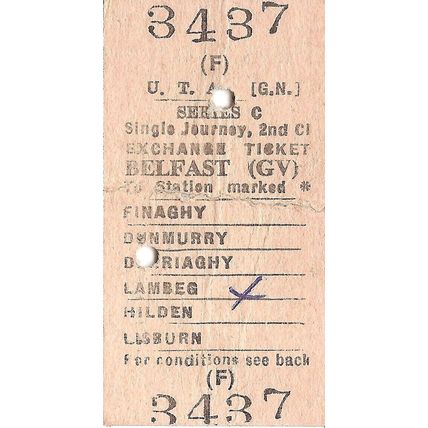 3437
(F)
U. T. A. [G.N.]
SERIES C
Single Journey, 2nd Cl
EXCHANGE TICKET
BELFAST (GV)
To Station marked *
FINAGHY
DUNMURRY
DERRIAGHY
LAMBEG
HILDEN
LISBURN
For conditions see back
(F)
3437